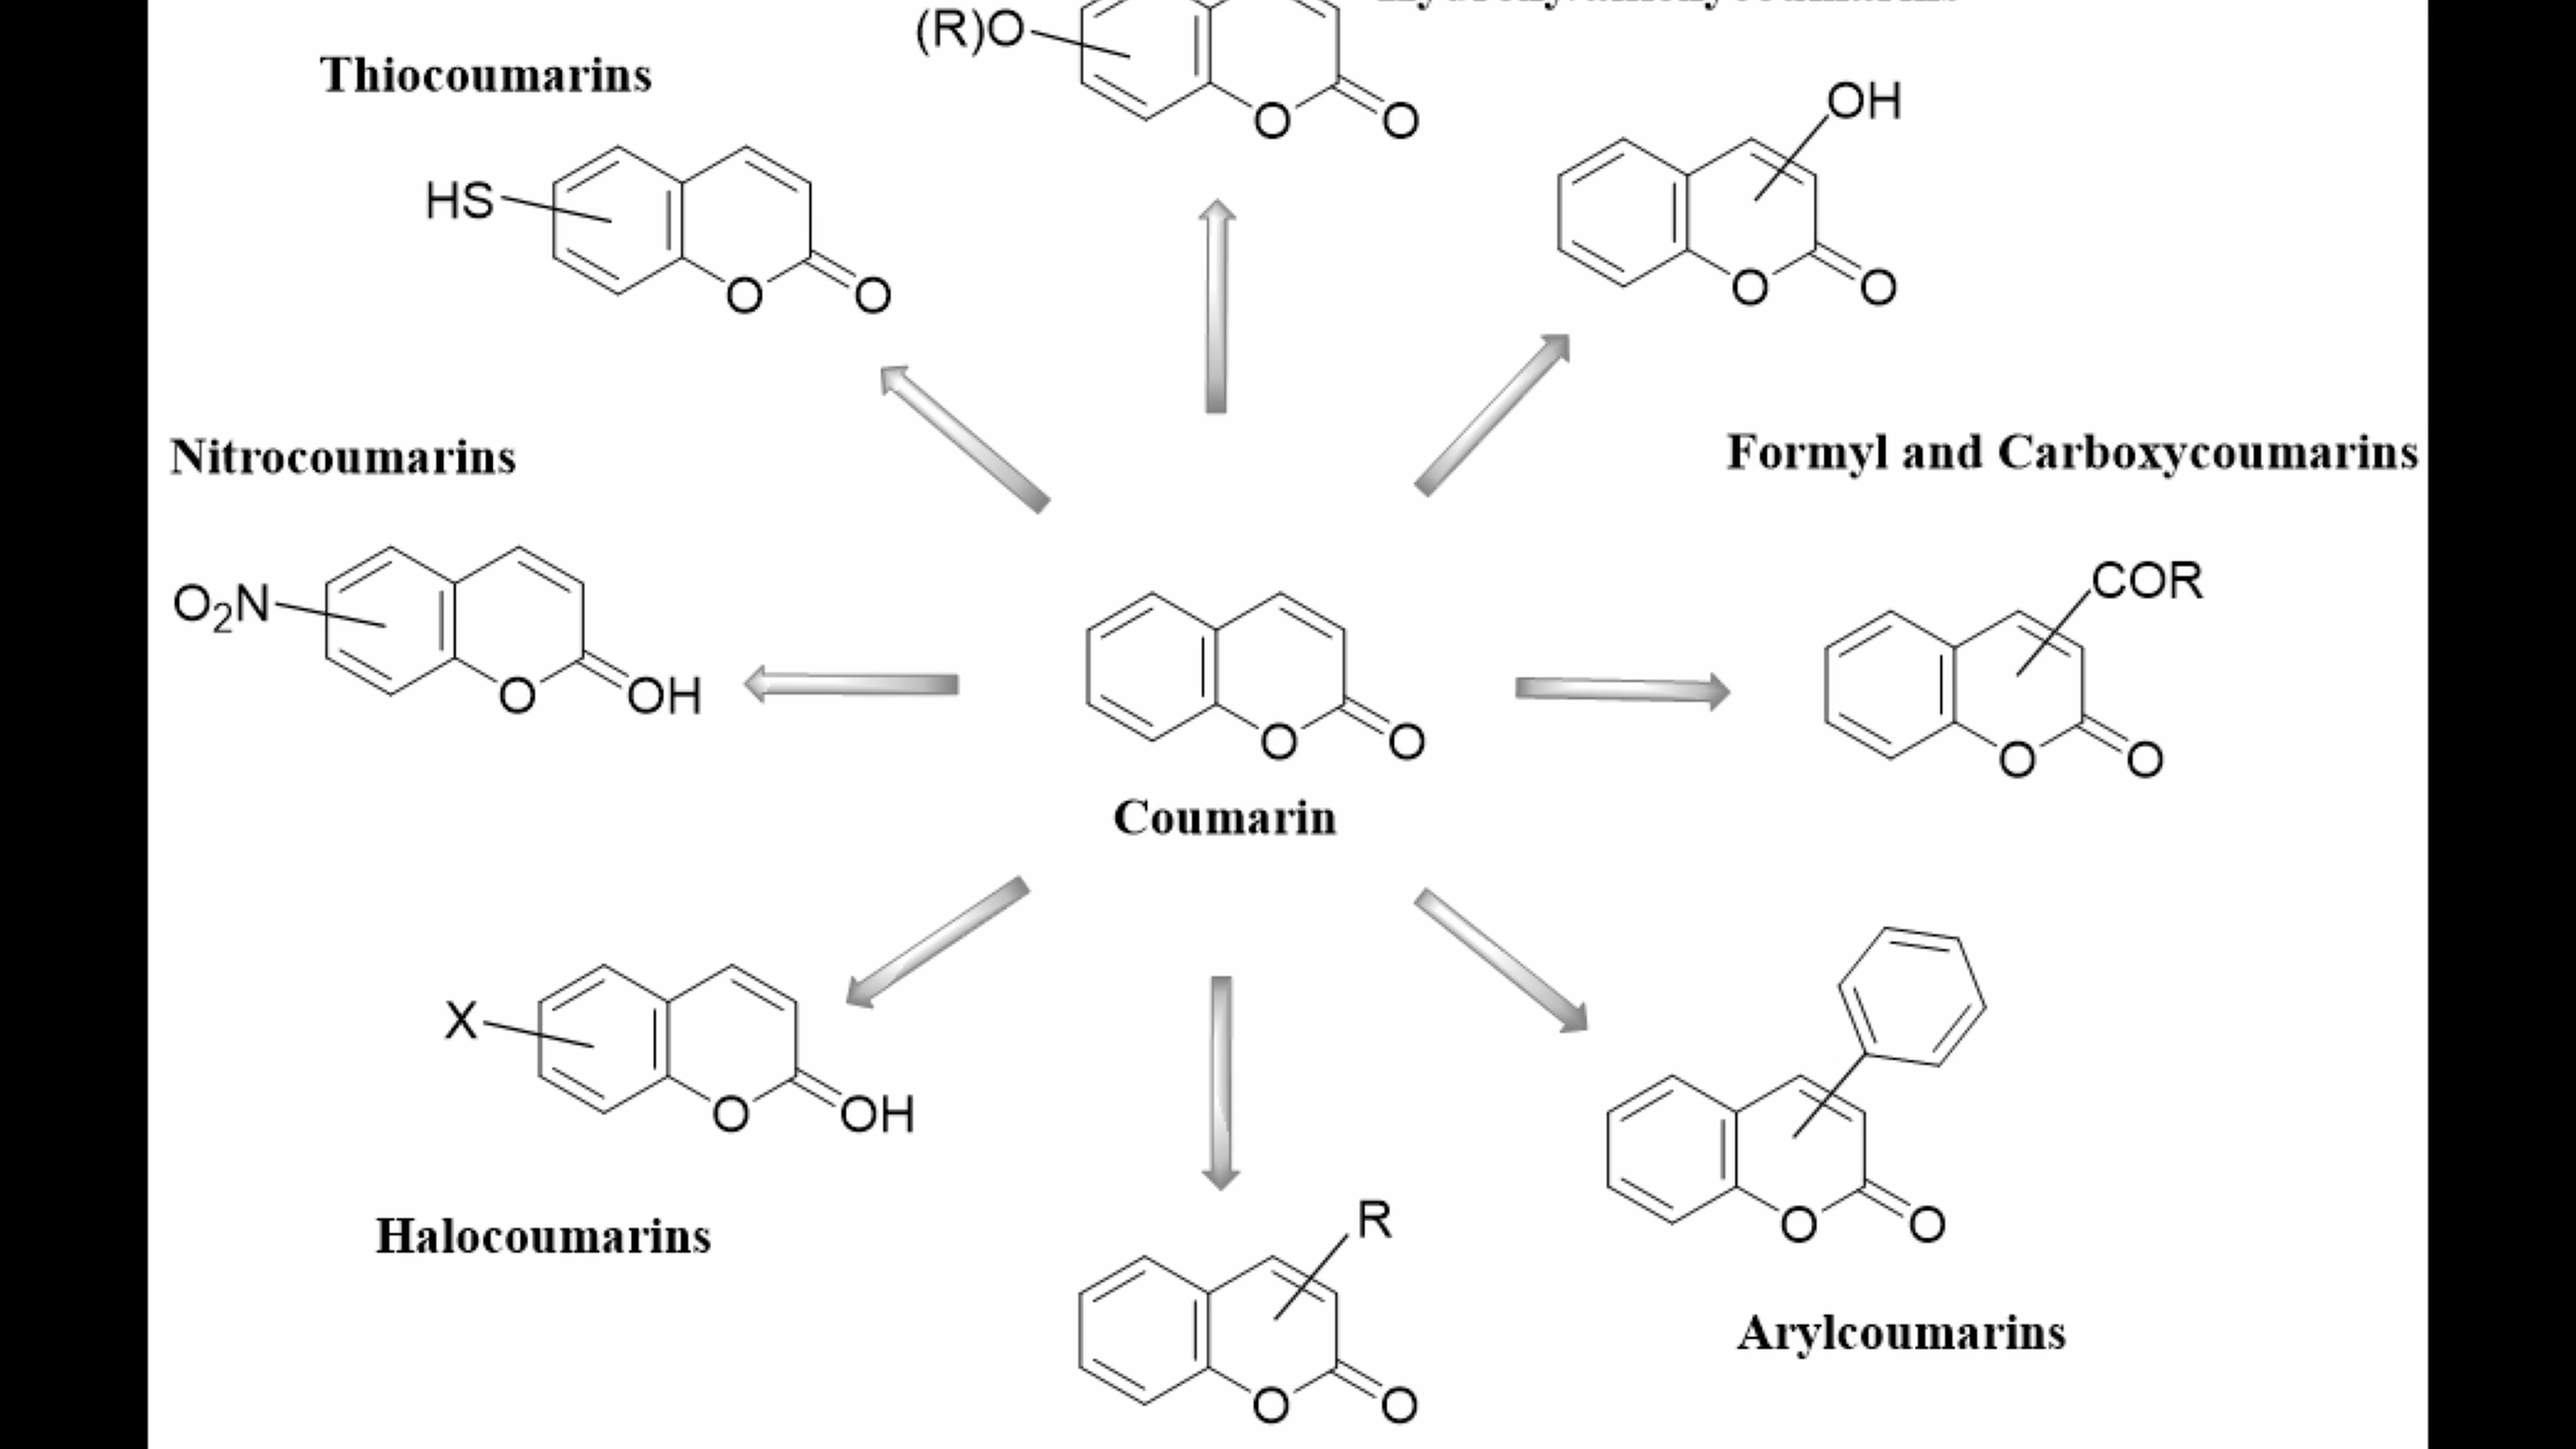 (R)O
O
O
Thiocoumarins
HS
O
O
OH
O
O
Nitrocoumarins
O2N
O
OH
Formyl and Carboxycoumarins
COR
O
O
O
O
Coumarin
X
O
OH
Halocoumarins
O
O
Arylcoumarins
R
O
O